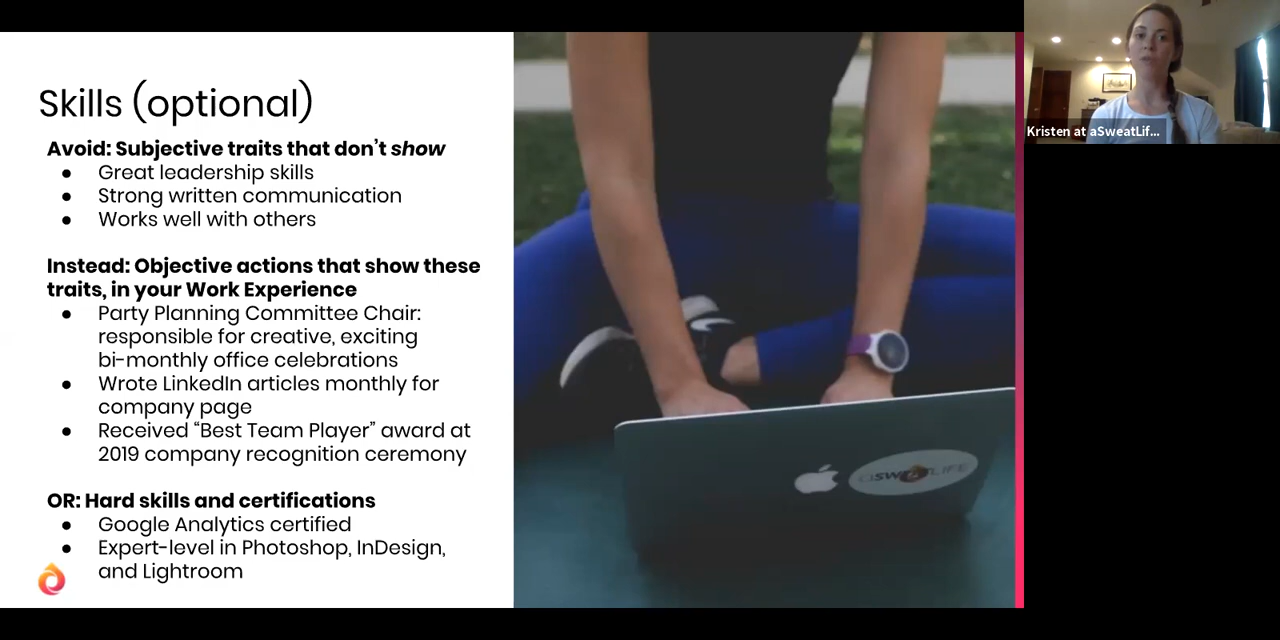 Skills (optional)
Avoid: Subjective traits that don't show
● Great leadership skills
● Strong written communication
● Works well with others
Instead: Objective actions that show these
traits, in your Work Experience
● Party Planning Committee Chair:
responsible for creative, exciting
bi-monthly office celebrations
● Wrote LinkedIn articles monthly for
company page
● Received “Best Team Player” award at
2019 company recognition ceremony
OR: Hard skills and certifications
● Google Analytics certified
● Expert-level in Photoshop, InDesign,
and Lightroom
aSWEATLIFE
Kristen at aSweatLif...